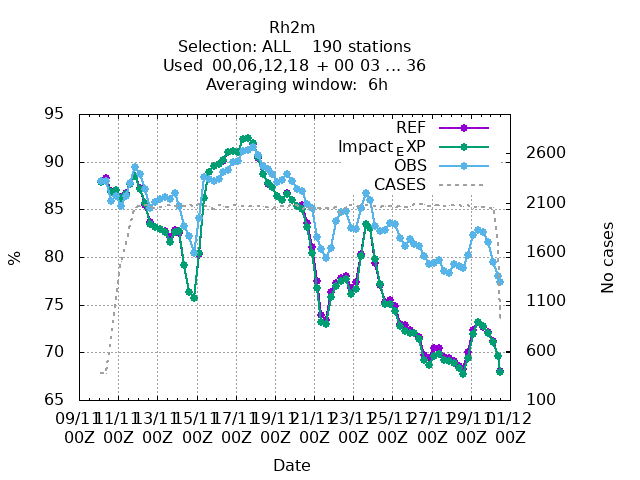 Rh2m
Selection: ALL 190 stations
Used 00,06,12,18 + 00 03 ... 36
Averaging window: 6h
REF
Impact_EXP
OBS
CASES
95
90
85
80
75
70
65
%
2600
2100
1600
1100
600
100
No cases
09/11 11/11 13/11 15/11 17/11 19/11 21/11 23/11 25/11 27/11 29/11 01/12
00Z 00Z 00Z 00Z 00Z 00Z 00Z 00Z 00Z 00Z 00Z 00Z
Date